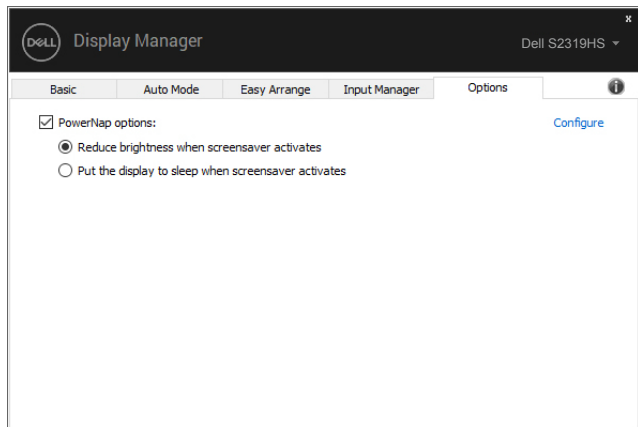 x
DELL Display Manager
Dell S2319HS
Basic Auto Mode Easy Arrange Input Manager Options
PowerNap options: Configure
Reduce brightness when screensaver activates
Put the display to sleep when screensaver activates